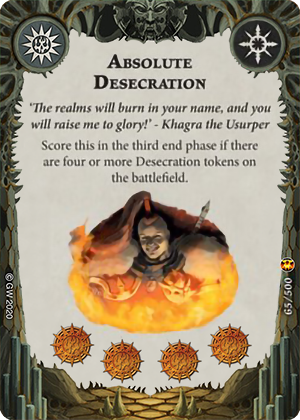 ABSOLUTE
DESECRATION
'The realms will burn in your name, and you
will raise me to glory!' - Khagra the Usurper
Score this in the third end phase if there
are four or more Desecration tokens on
the battlefield.
© GW 2020
65/500